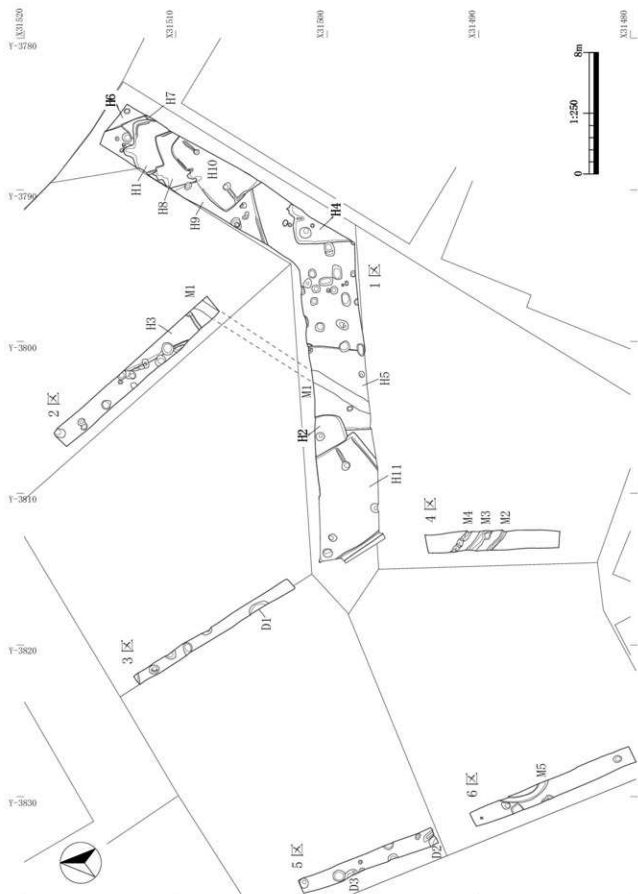 X31520
X31510
X31500
X31490
X31480
Y-3780
Y-3790
Y-3800
Y-3810
Y-3820
Y-3830
0
1:250
8m
H6
H7
H1
H8
H10
H9
H4
1区
M1
H3
2区
M1
H5
H2
H11
4区
M4
M3
M2
3区
D1
6区
M5
5区
D3
D2